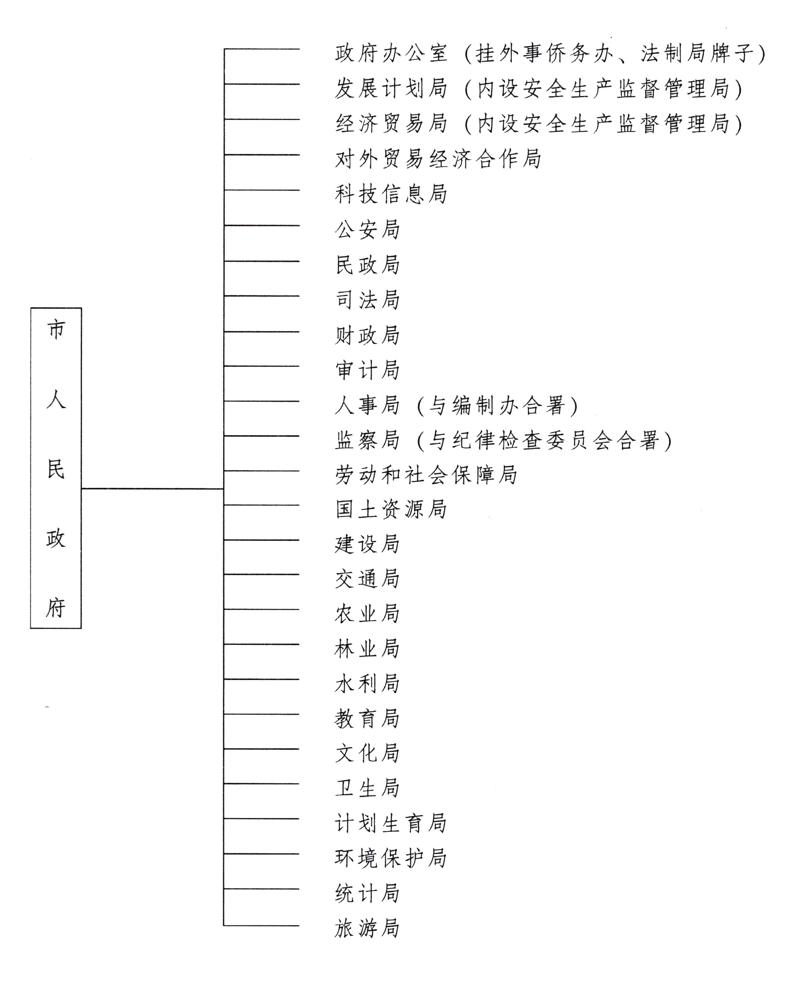 市人民政府
政府办公室（挂外事侨务办、法制局牌子）
发展计划局（内设安全生产监督管理局）
经济贸易局（内设安全生产监督管理局）
对外贸易经济合作局
科技信息局
公安局
民政局
司法局
财政局
审计局
人事局（与编制办合署）
监察局（与纪律检查委员会合署）
劳动和社会保障局
国土资源局
建设局
交通局
农业局
林业局
水利局
教育局
文化局
卫生局
计划生育局
环境保护局
统计局
旅游局